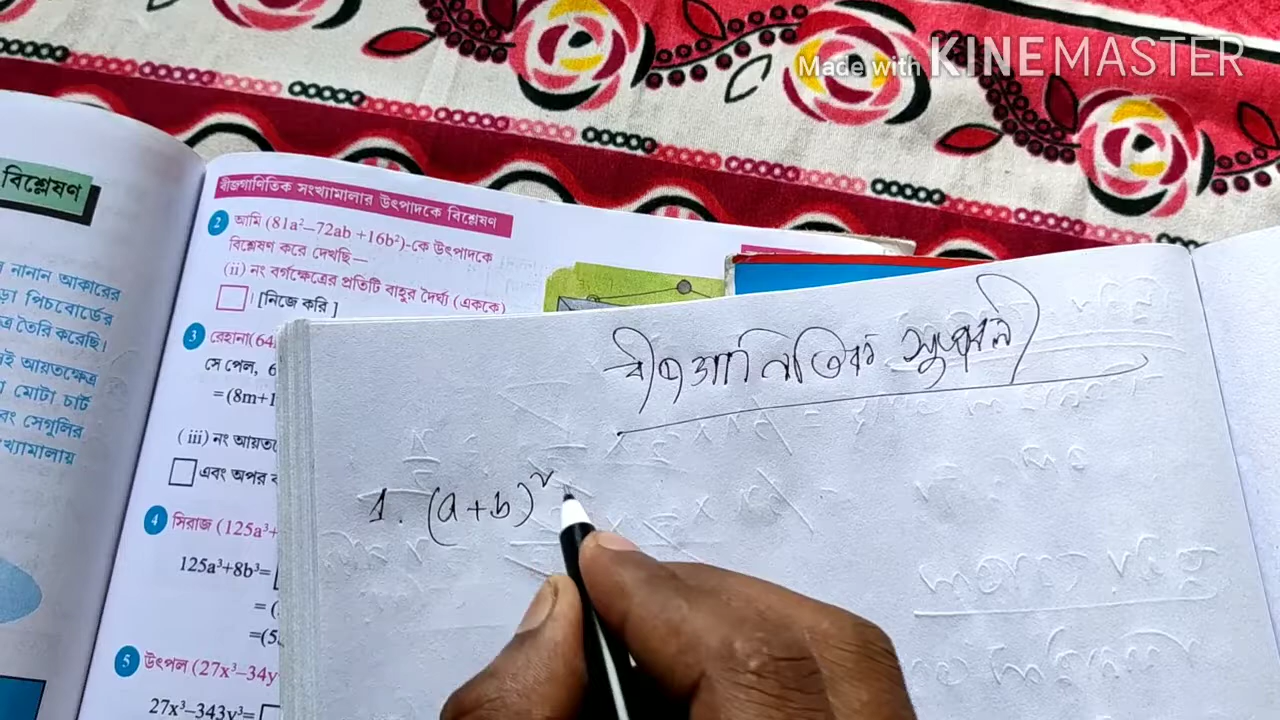 Made with KINEMASTER
বিশ্লেষণ
নানান আকারের
পিচবোর্ডের
তৈরি করেছি।
আয়তক্ষেত্র
মোটা চার্ট
সেগুলির
বীজগাণিতিক সংখ্যামালার উৎপাদকে বিশ্লেষণ
2 আমি (81a²–72ab +16b²)-কে উৎপাদকে
বিশ্লেষণ করে দেখছি—
(ii) নং বর্গক্ষেত্রের প্রতিটি বাহুর দৈর্ঘ্য (এককে)
[নিজে করি]
3 রেহানা(64
সে পেল, 6
=(8m+1
(iii) নং
এবং অপর
4 সিরাজ (125a³+
125a³+8b³=
= (
=(5
5 উৎপল (27x³–34
27x³–343y³=
বীজগানিতিক সুত্রাবলী
1. (a+b)²